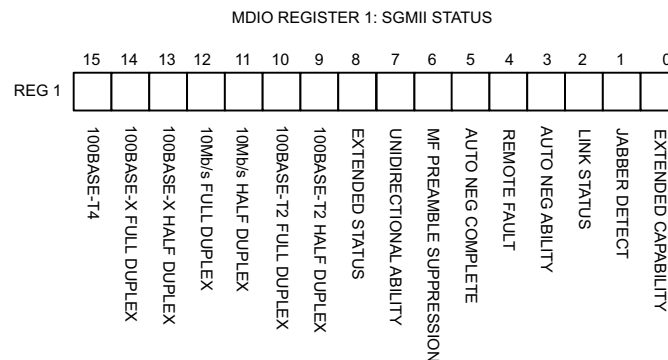 MDIO REGISTER 1: SGMII STATUS
15 14 13 12 11 10 9 8 7 6 5 4 3 2 1 0
REG 1
100BASE-T4
100BASE-X FULL DUPLEX
100BASE-X HALF DUPLEX
10Mb/s FULL DUPLEX
10Mb/s HALF DUPLEX
100BASE-T2 FULL DUPLEX
100BASE-T2 HALF DUPLEX
EXTENDED STATUS
UNIDIRECTIONAL ABILITY
MF PREAMBLE SUPPRESSION
AUTO NEG COMPLETE
REMOTE FAULT
AUTO NEG ABILITY
LINK STATUS
JABBER DETECT
EXTENDED CAPABILITY